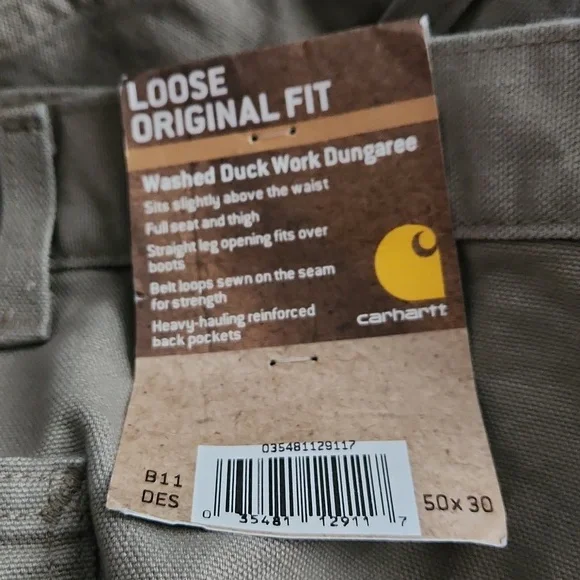 LOOSE
ORIGINAL FIT
Washed Duck Work Dungaree
Sits slightly above the waist
Full seat and thigh
Straight leg opening fits over
boots
Belt loops sewn on the seam
for strength
Heavy-hauling reinforced
back pockets
carhartt
035481129117
B11
DES
0 35481 12911 7
50x30